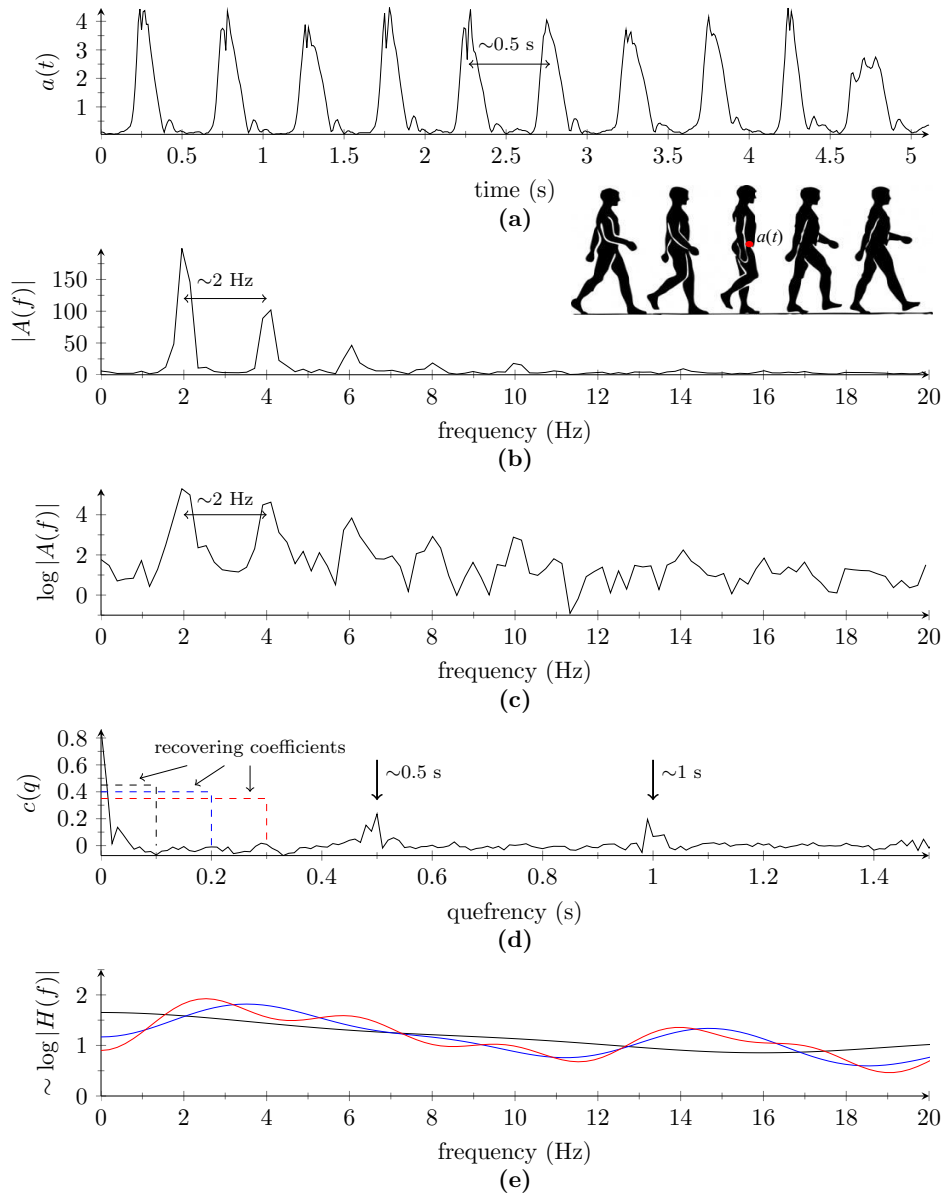 a(t)
4
3
2
1
∼0.5 s
0 0.5 1 1.5 2 2.5 3 3.5 4 4.5 5
time (s)
(a)
a(t)
|A(f)|
150
100
50
0
∼2 Hz
0 2 4 6 8 10 12 14 16 18 20
frequency (Hz)
(b)
log |A(f)|
4
2
0
∼2 Hz
0 2 4 6 8 10 12 14 16 18 20
frequency (Hz)
(c)
c(q)
0.8
0.6
0.4
0.2
0
recovering coefficients
∼0.5 s
∼1 s
0 0.2 0.4 0.6 0.8 1 1.2 1.4
quefrency (s)
(d)
∼ log |H(f)|
2
1
0
0 2 4 6 8 10 12 14 16 18 20
frequency (Hz)
(e)